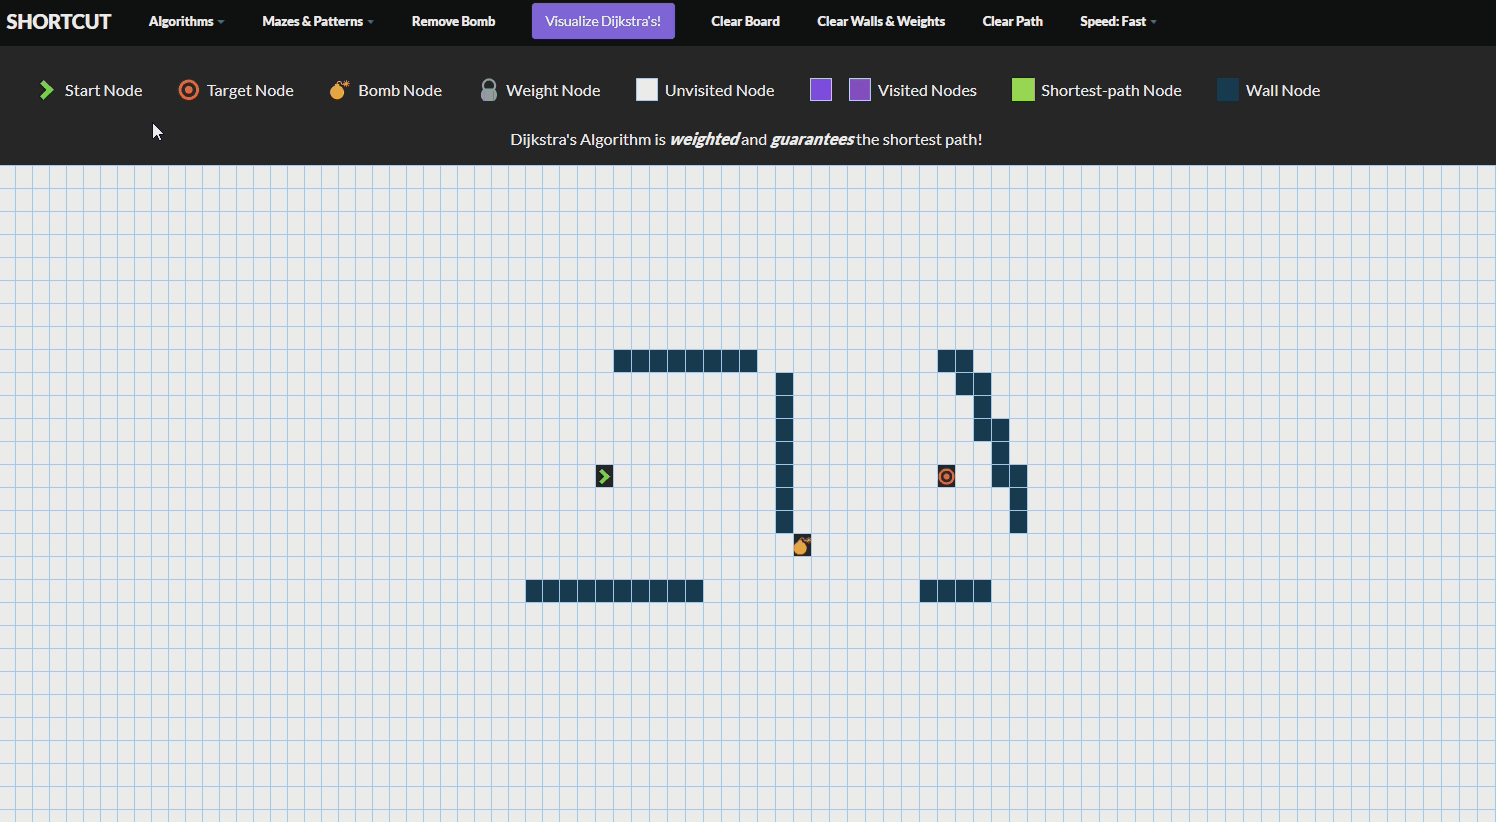 SHORTCUT Algorithms Mazes & Patterns Remove Bomb Visualize Dijkstra's! Clear Board Clear Walls & Weights Clear Path Speed: Fast
Start Node Target Node Bomb Node Weight Node Unvisited Node Visited Nodes Shortest-path Node Wall Node
Dijkstra's Algorithm is weighted and guarantees the shortest path!